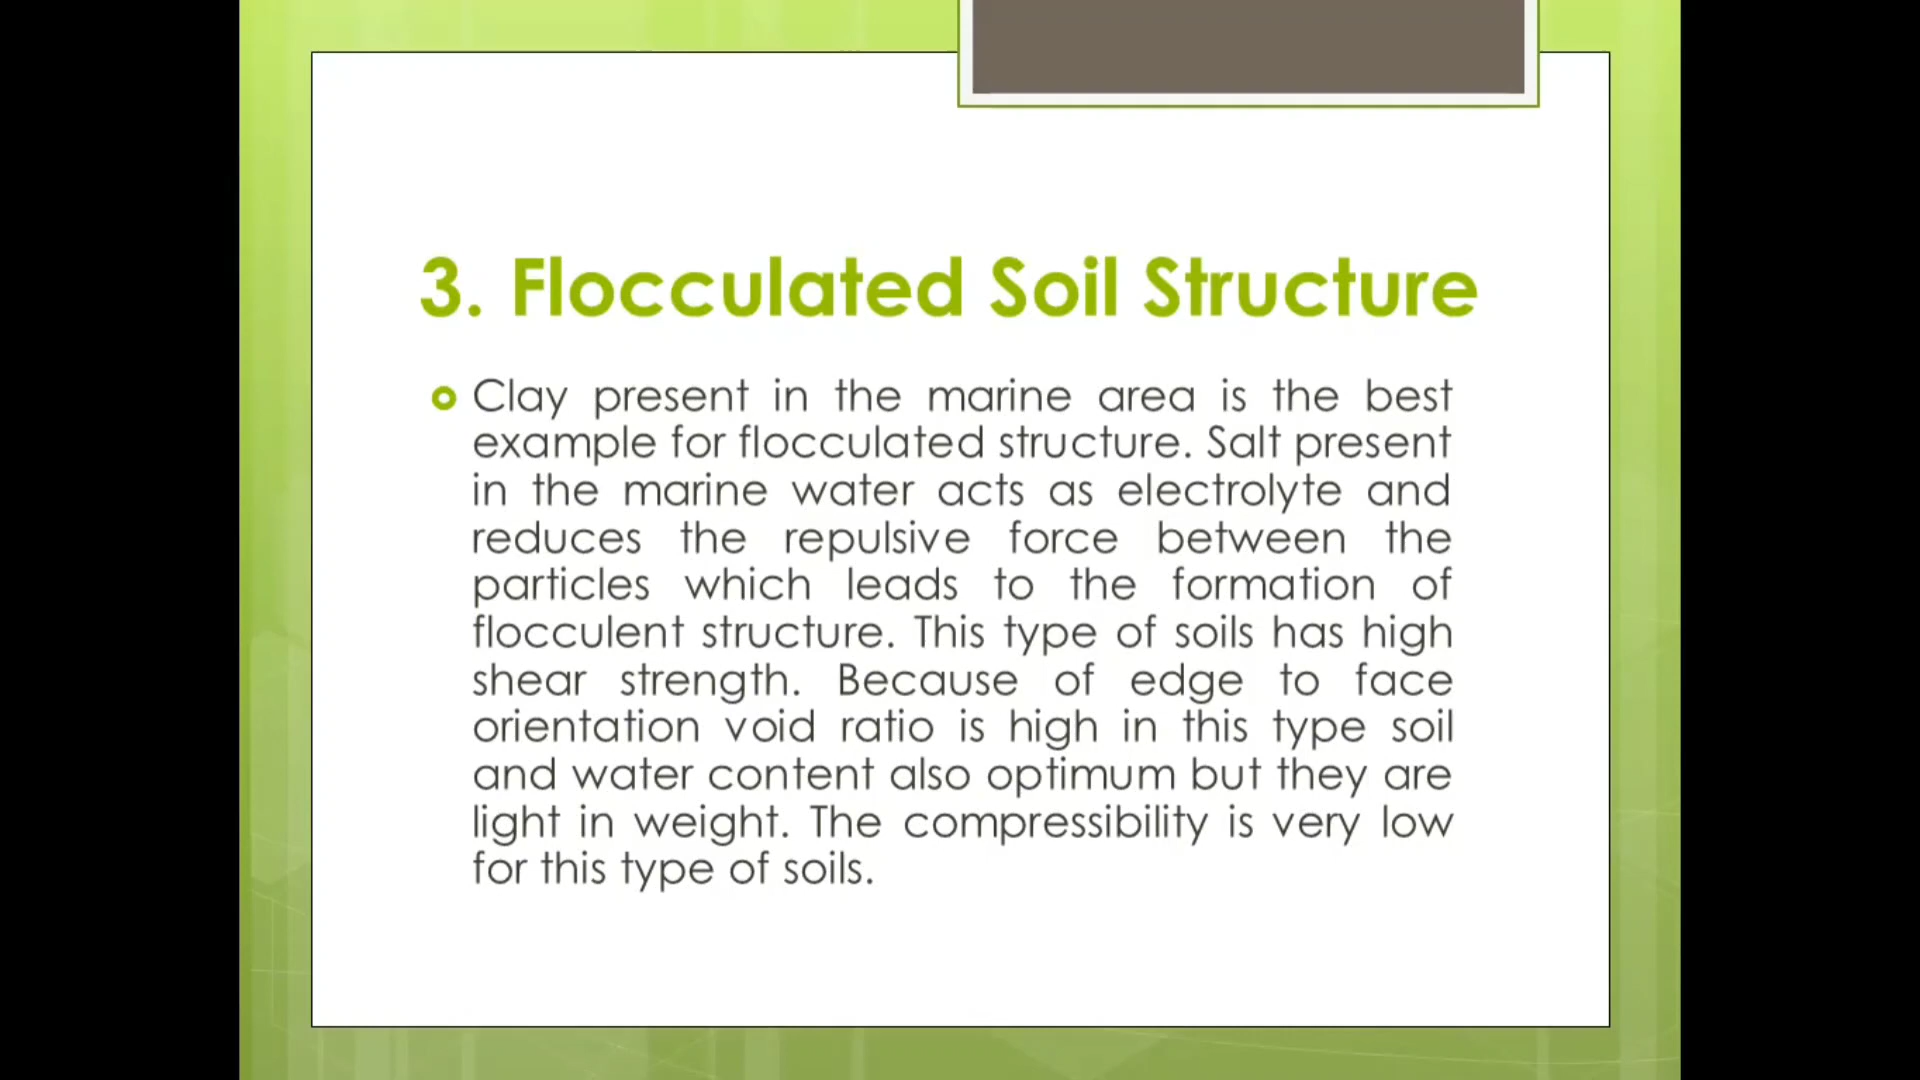 3. Flocculated Soil Structure
Clay present in the marine area is the best
example for flocculated structure. Salt present
in the marine water acts as electrolyte and
reduces the repulsive force between the
particles which leads to the formation of
flocculent structure. This type of soils has high
shear strength. Because of edge to face
orientation void ratio is high in this type soil
and water content also optimum but they are
light in weight. The compressibility is very low
for this type of soils.